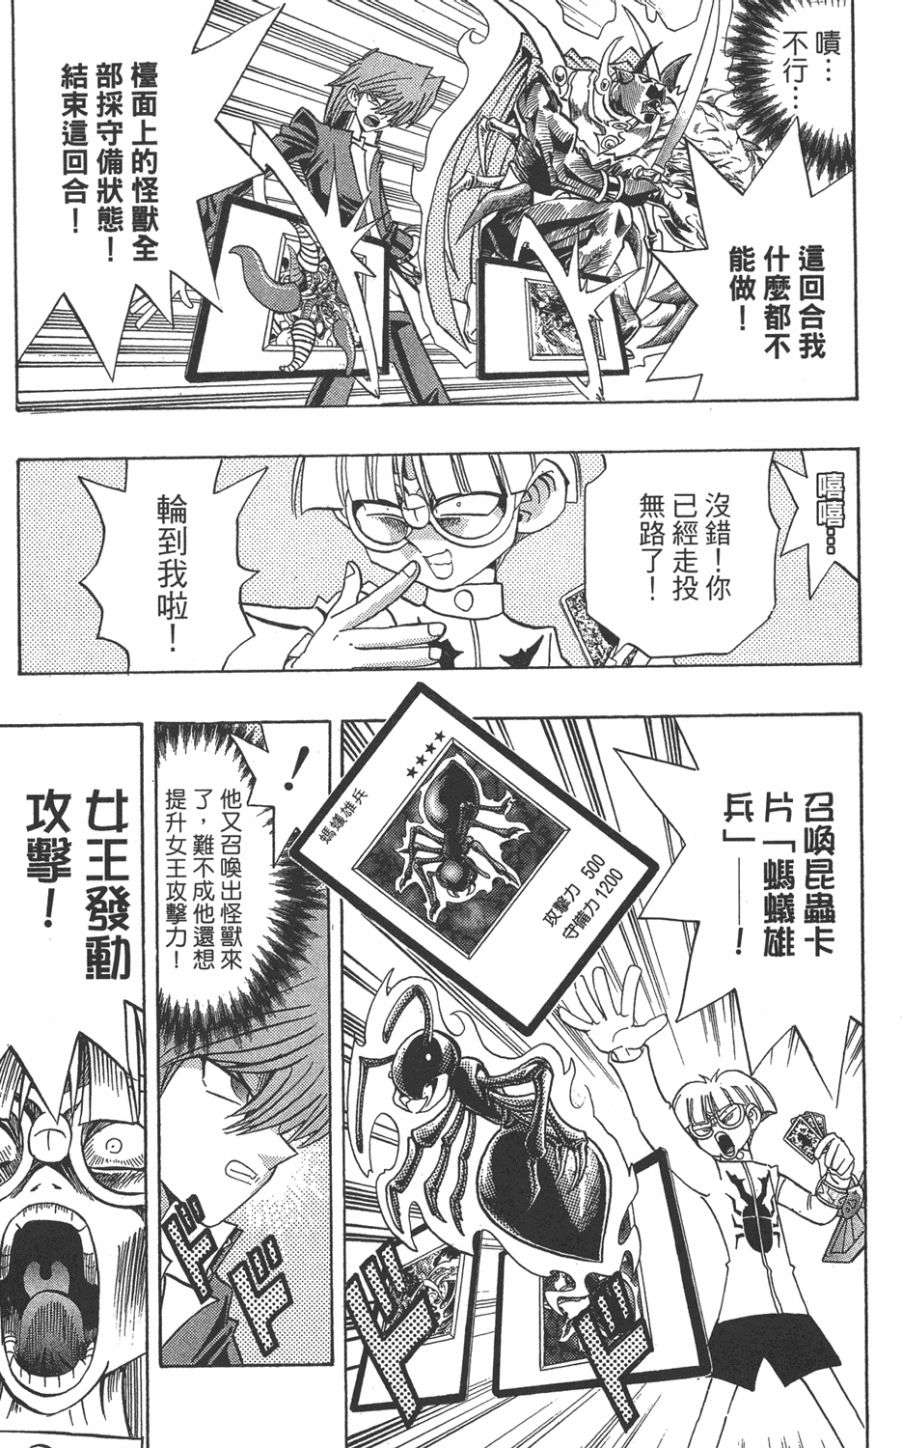 嘖…
不行…
這回合我
什麼都不
能做！
檯面上的怪獸全
部採守備狀態！
結束這回合！
嘻嘻…
沒錯！你
已經走投
無路了！
輪到我啦！
召喚昆蟲卡
片「螞蟻雄
兵」──！
螞蟻雄兵
★★★★
攻擊力 500
守備力 1200
！
他又召喚出怪獸來
了，難不成他還想
提升女王攻擊力！
女王發動
攻擊！
ドド
ドド